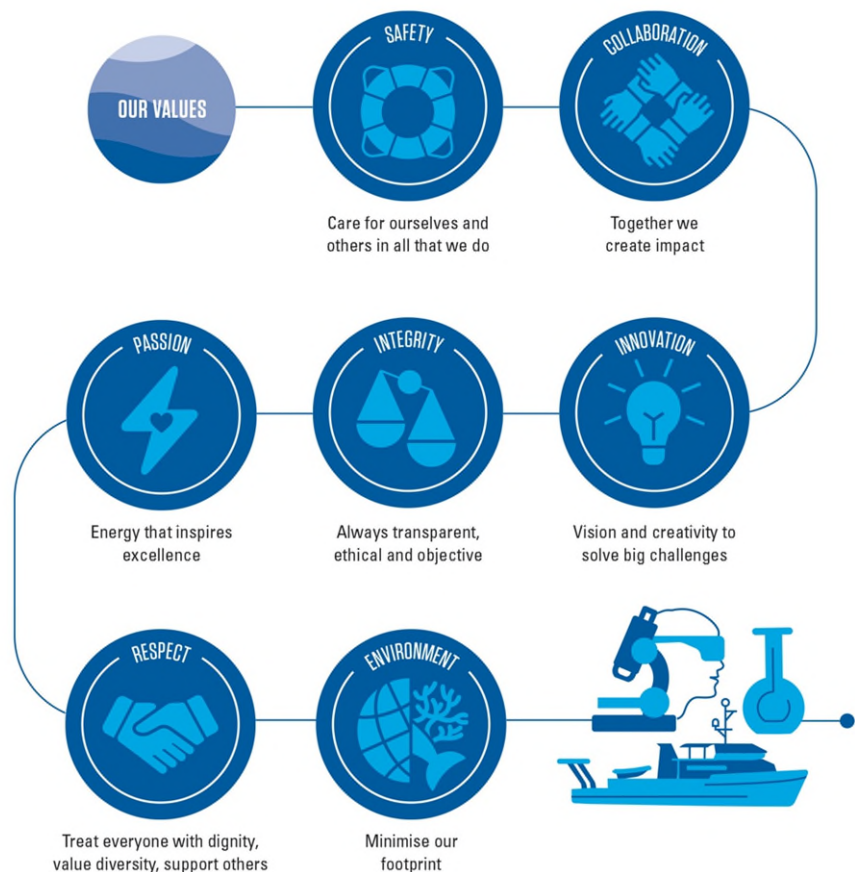 OUR VALUES
SAFETY
Care for ourselves and
others in all that we do
COLLABORATION
Together we
create impact
INNOVATION
Vision and creativity to
solve big challenges
INTEGRITY
Always transparent,
ethical and objective
PASSION
Energy that inspires
excellence
RESPECT
Treat everyone with dignity,
value diversity, support others
ENVIRONMENT
Minimise our
footprint